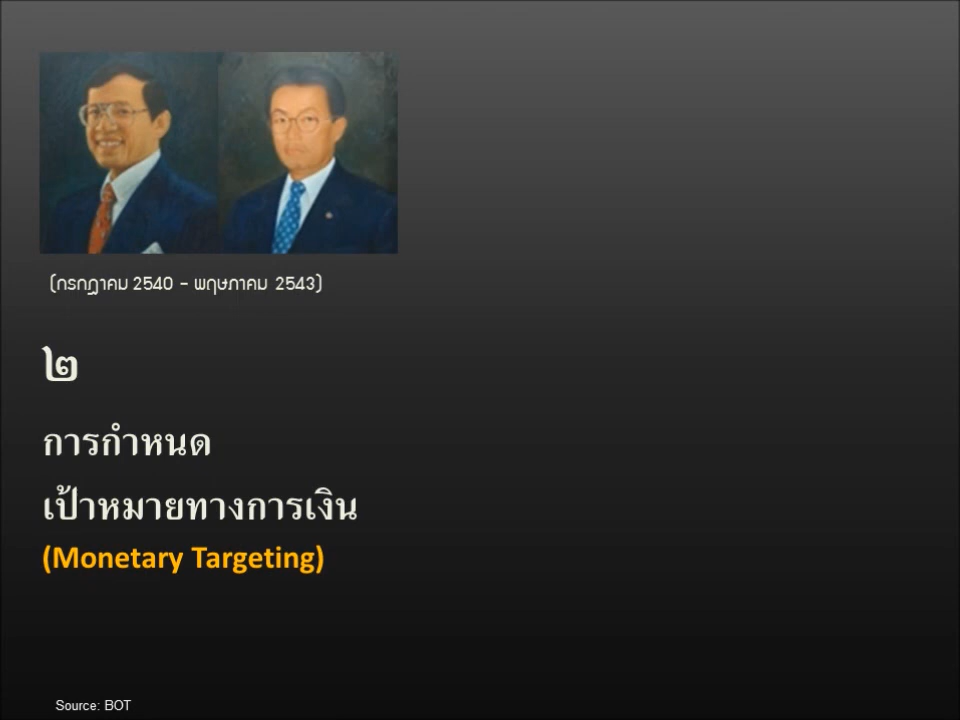 (กรกฎาคม 2540 - พฤษภาคม 2543)
๒
การกำหนด
เป้าหมายทางการเงิน
(Monetary Targeting)
Source: BOT